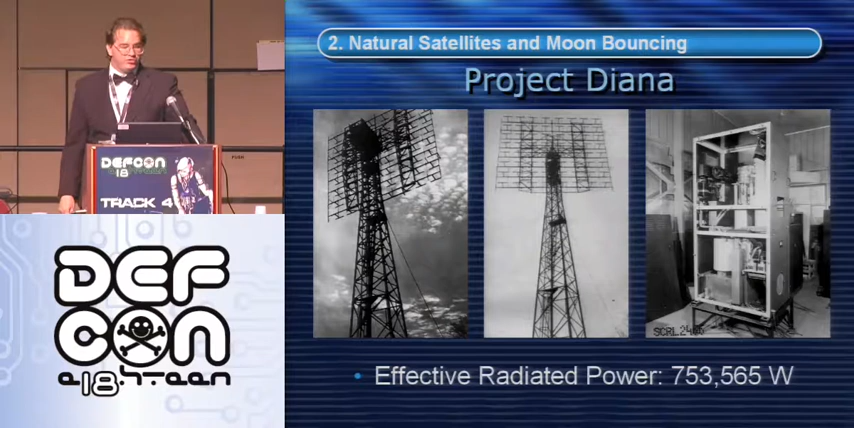 2. Natural Satellites and Moon Bouncing
Project Diana
DEFCON
18
TRACK 4
DEF
CON
e18hteen
• Effective Radiated Power: 753,565 W